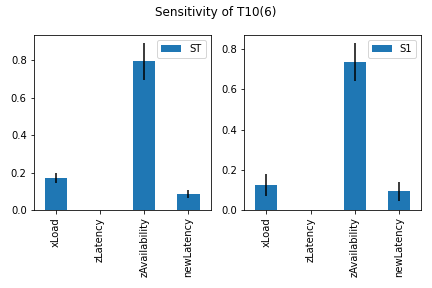 Sensitivity of T10(6)
ST
0.8
0.6
0.4
0.2
0.0
xLoad
zLatency
zAvailability
newLatency
S1
0.8
0.6
0.4
0.2
0.0
xLoad
zLatency
zAvailability
newLatency